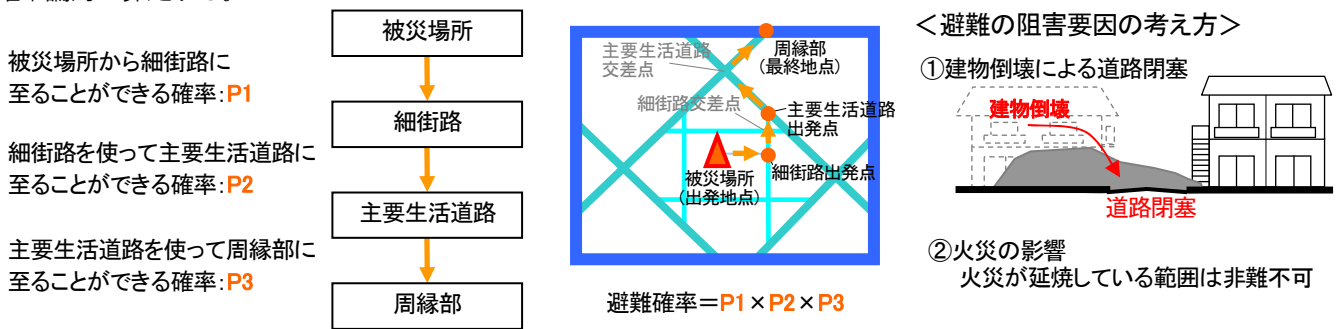 被災場所から細街路に
至ることができる確率:P1
細街路を使って主要生活道路に
至ることができる確率:P2
主要生活道路を使って周縁部に
至ることができる確率:P3
被災場所
細街路
主要生活道路
周縁部
主要生活道路
交差点
周縁部
(最終地点)
細街路交差点
主要生活道路
出発点
被災場所
(出発地点)
細街路出発点
避難確率=P1×P2×P3
<避難の阻害要因の考え方>
①建物倒壊による道路閉塞
建物倒壊
道路閉塞
②火災の影響
火災が延焼している範囲は非難不可